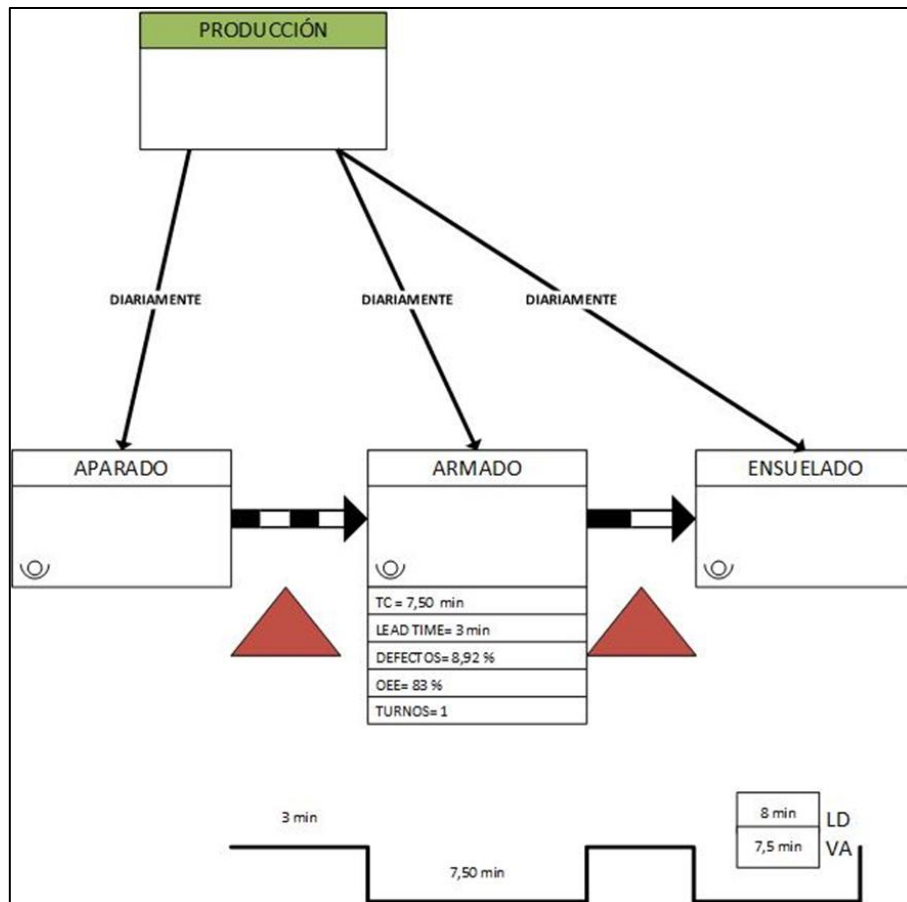 PRODUCCIÓN
DIARIAMENTE
DIARIAMENTE
DIARIAMENTE
APARADO
ARMADO
ENSUELADO
TC = 7,50 min
LEAD TIME= 3 min
DEFECTOS= 8,92 %
OEE= 83 %
TURNOS= 1
3 min
8 min
LD
7,5 min
VA
7,50 min